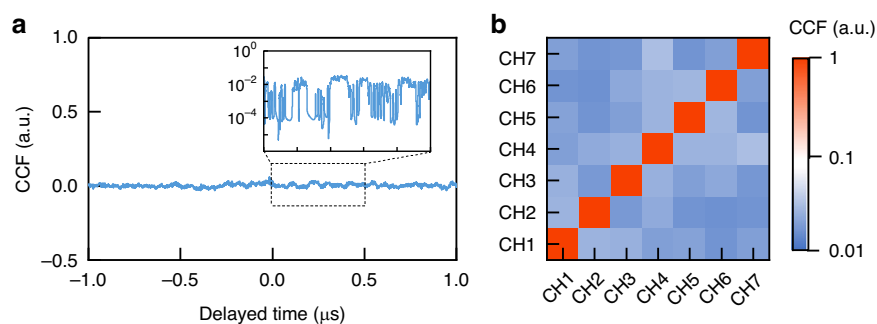 a
1.0
0.5
0.0
−0.5
CCF (a.u.)
10⁰
10⁻²
10⁻⁴
−1.0 −0.5 0.0 0.5 1.0
Delayed time (μs)
b
CH7
CH6
CH5
CH4
CH3
CH2
CH1
CH1 CH2 CH3 CH4 CH5 CH6 CH7
CCF (a.u.)
1
0.1
0.01